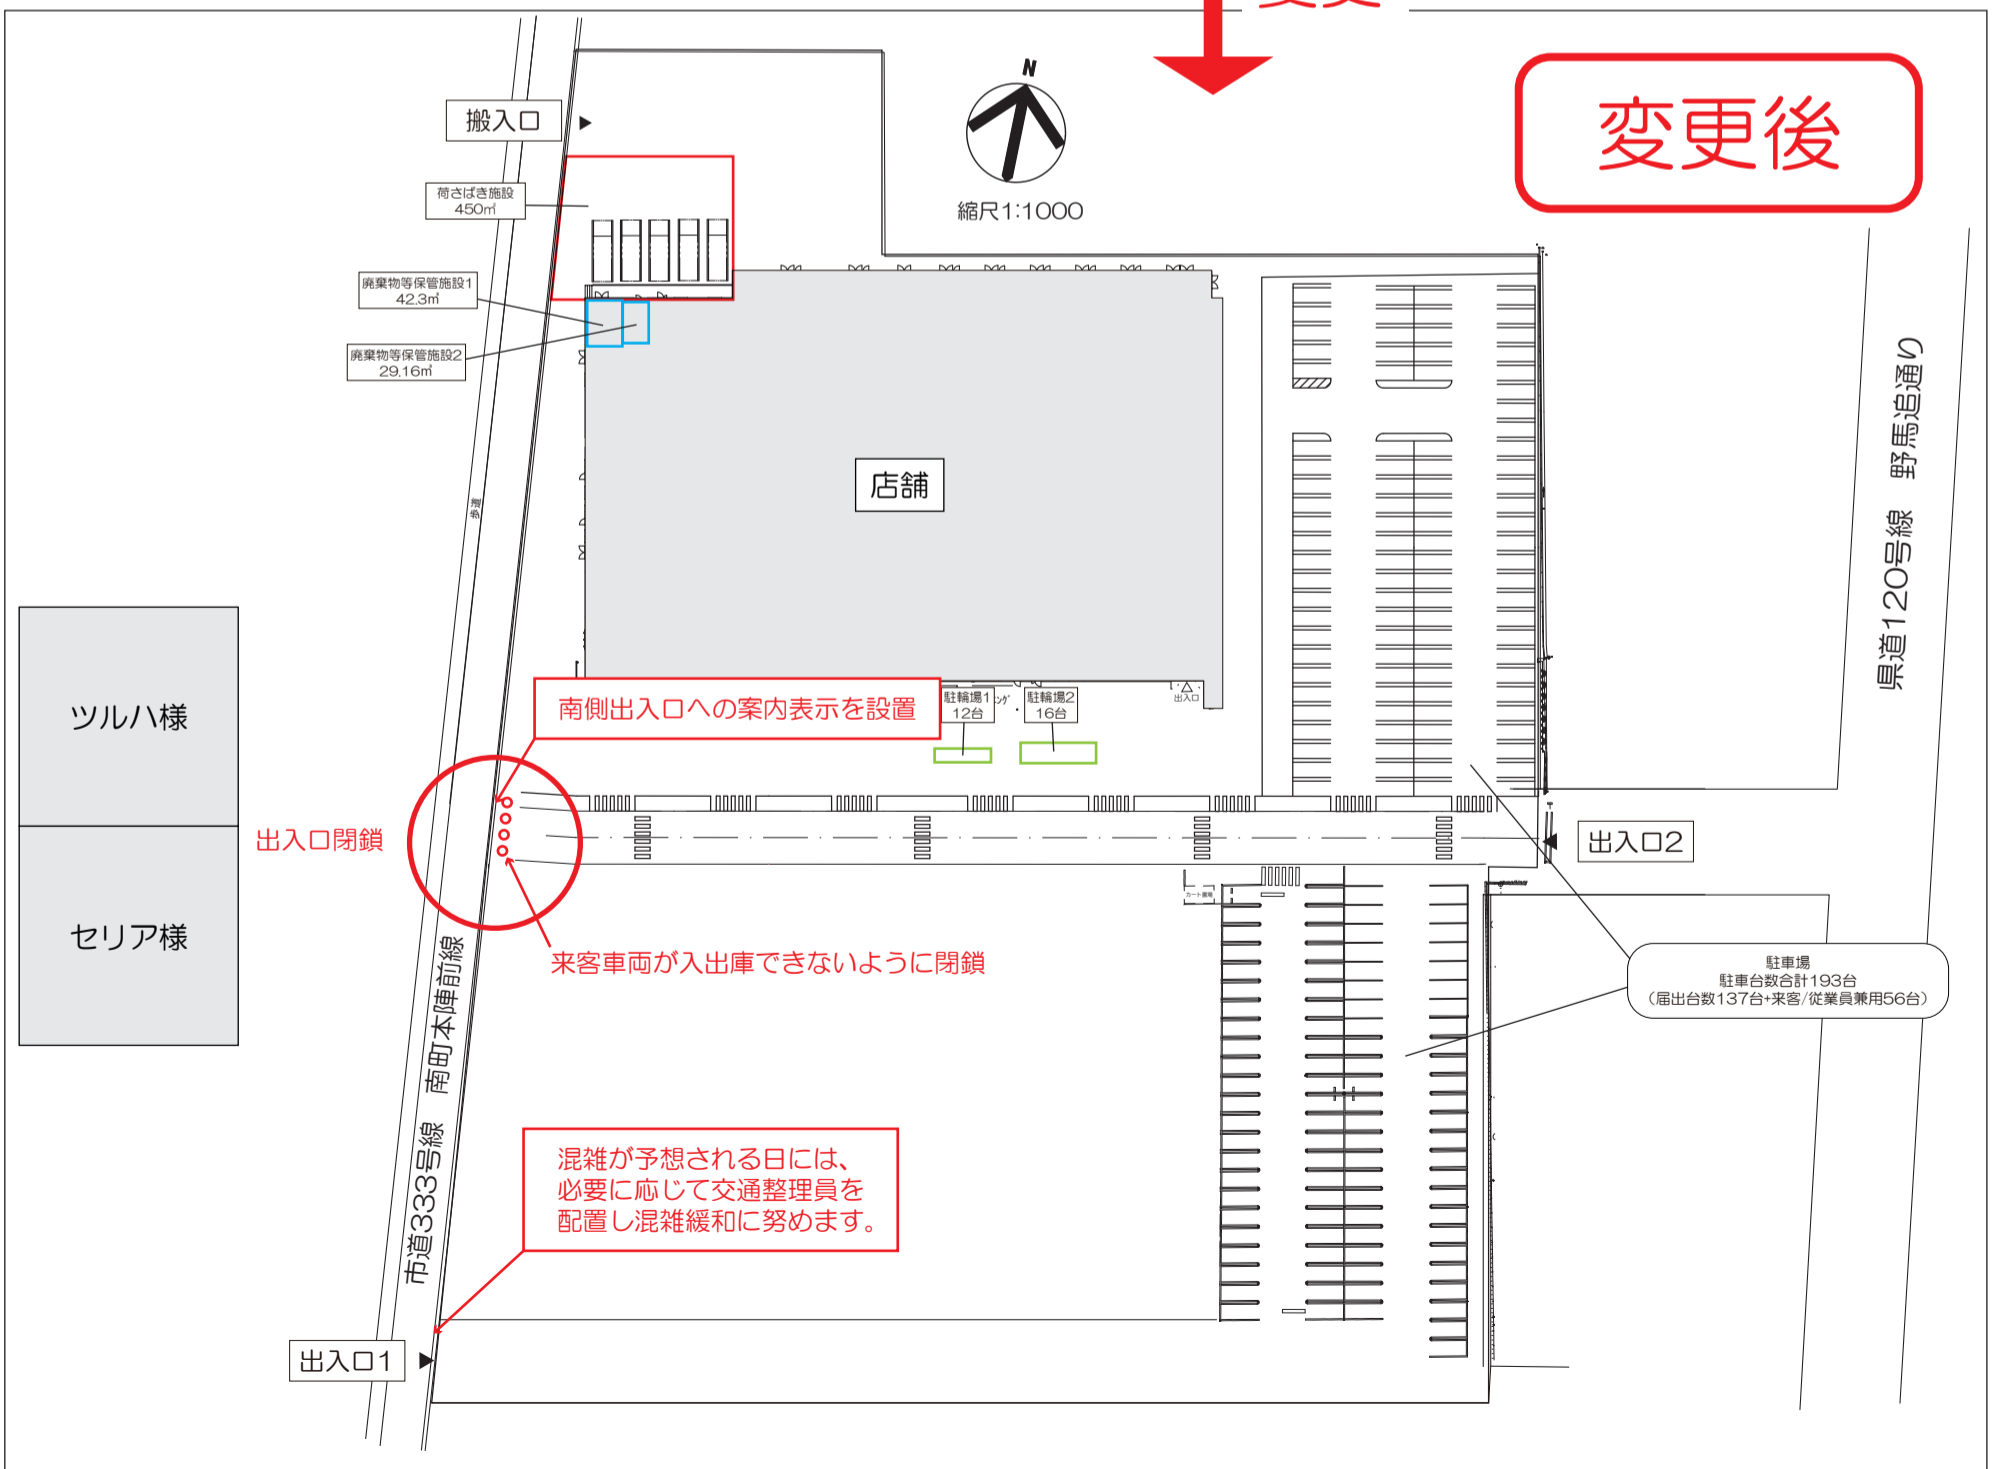 変更
変更後
N
縮尺1:1000
搬入口
荷さばき施設
450㎡
廃棄物等保管施設1
42.3㎡
廃棄物等保管施設2
29.16㎡
店舗
歩道
県道120号線 野馬追通り
ツルハ様
セリア様
南側出入口への案内表示を設置
駐輪場1
12台
駐輪場2
16台
出入口
出入口閉鎖
出入口2
カート置場
来客車両が入出庫できないように閉鎖
駐車場
駐車台数合計193台
（届出台数137台+来客/従業員兼用56台）
市道333号線 南町本陣前線
混雑が予想される日には、
必要に応じて交通整理員を
配置し混雑緩和に努めます。
出入口1